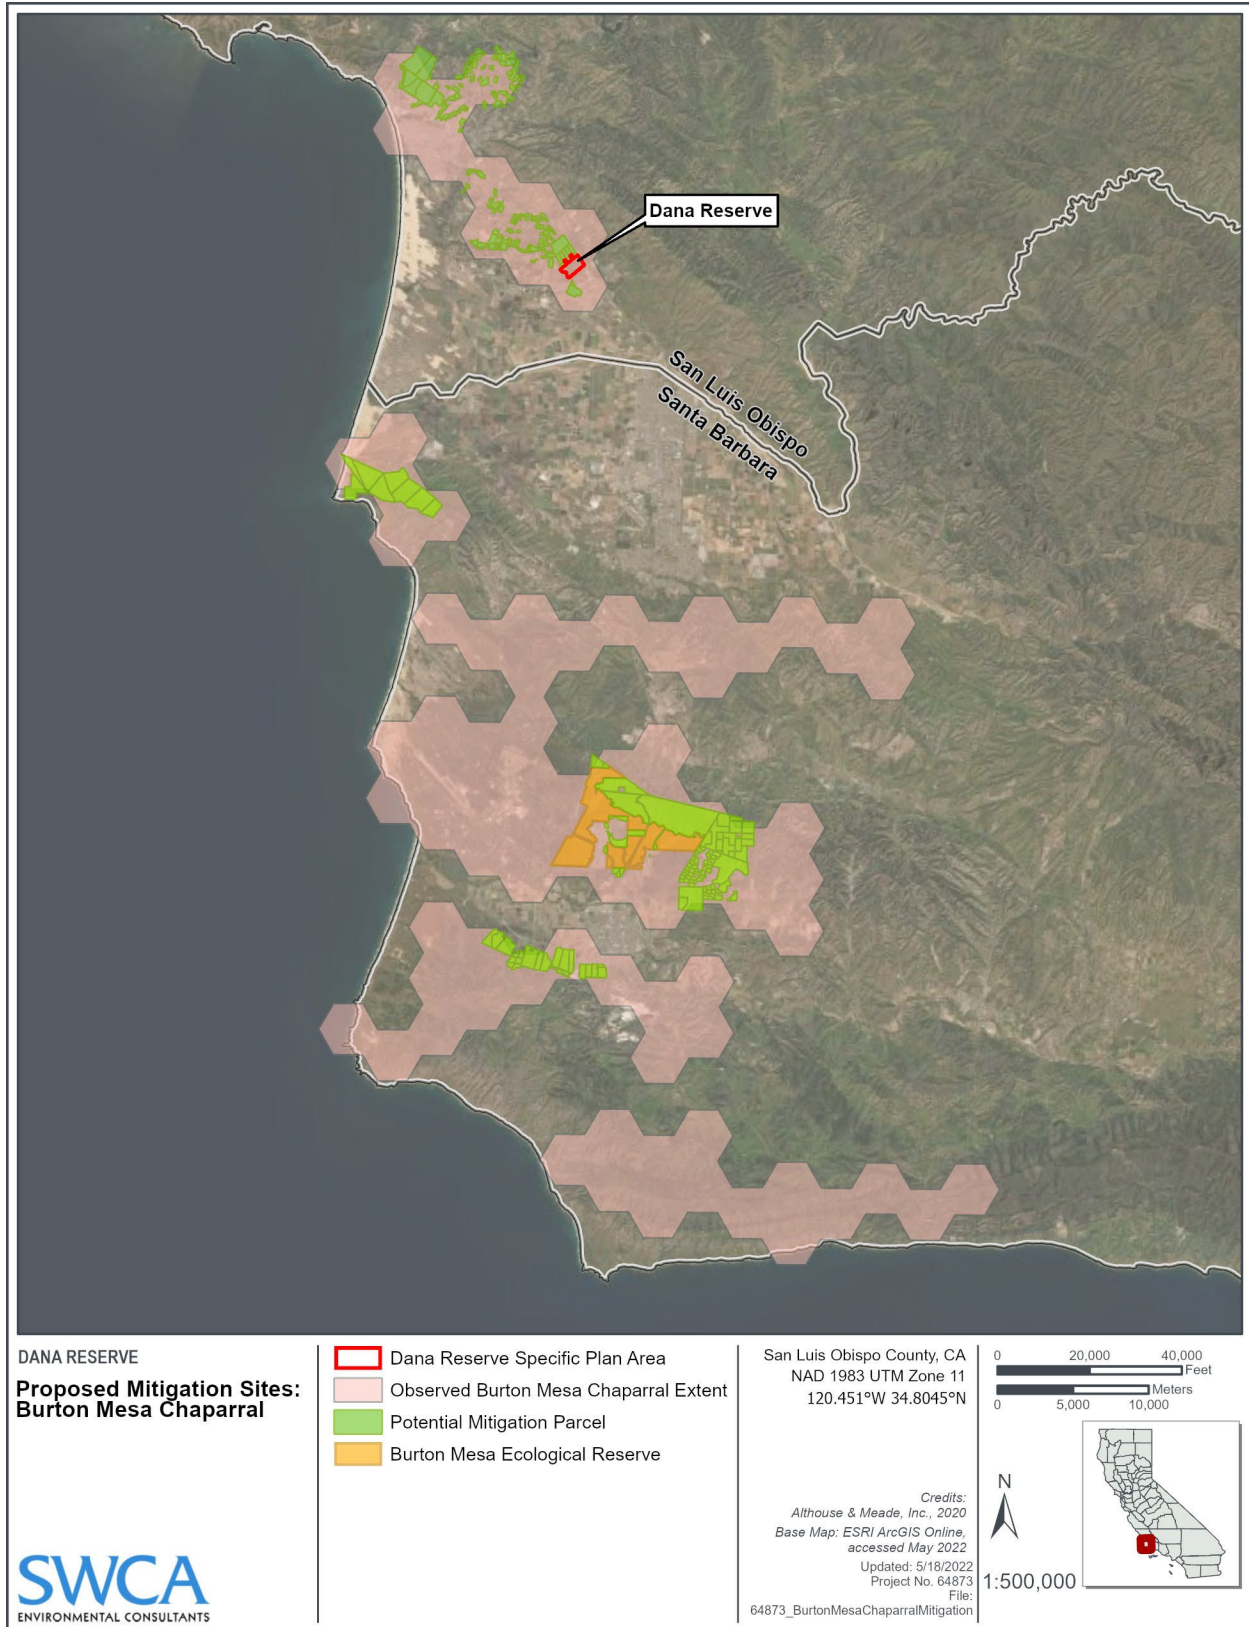 Dana Reserve
San Luis Obispo
Santa Barbara
DANA RESERVE
Proposed Mitigation Sites:
Burton Mesa Chaparral
SWCA
ENVIRONMENTAL CONSULTANTS
Dana Reserve Specific Plan Area
Observed Burton Mesa Chaparral Extent
Potential Mitigation Parcel
Burton Mesa Ecological Reserve
San Luis Obispo County, CA
NAD 1983 UTM Zone 11
120.451°W 34.8045°N
Credits:
Althouse & Meade, Inc., 2020
Base Map: ESRI ArcGIS Online,
accessed May 2022
Updated: 5/18/2022
Project No. 64873
File:
64873_BurtonMesaChaparralMitigation
0 20,000 40,000
Feet
Meters
0 5,000 10,000
N
1:500,000